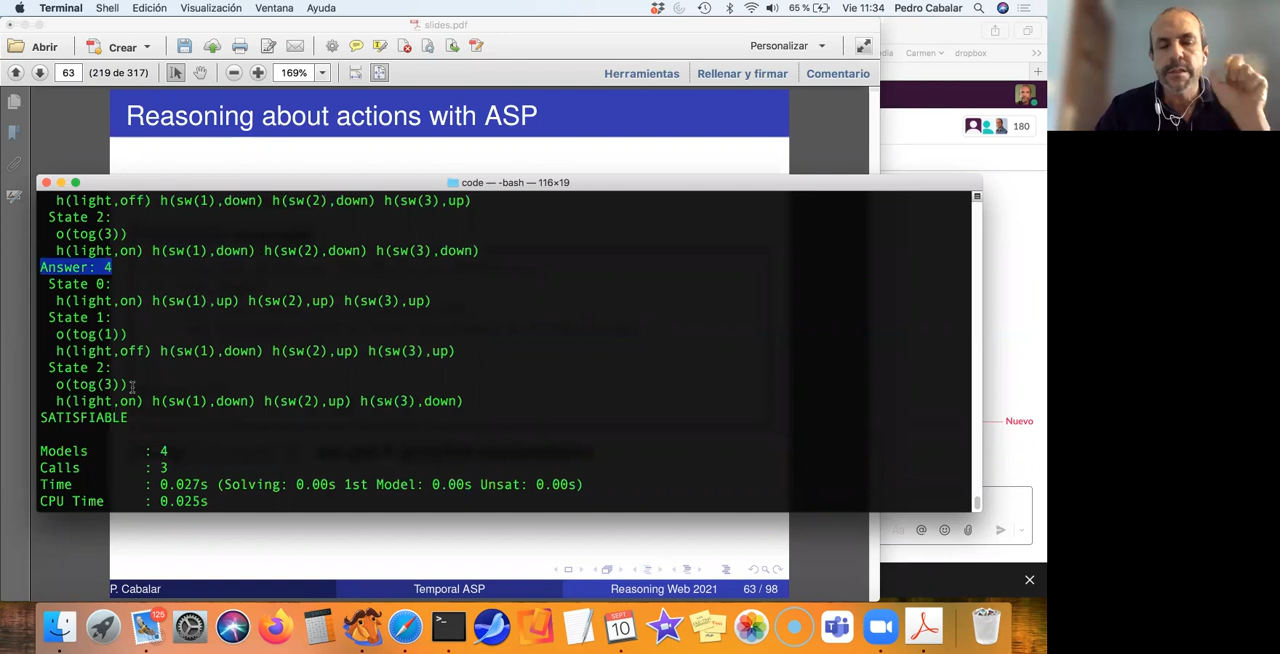 Terminal Shell Edición Visualización Ventana Ayuda 65 % Vie 11:34 Pedro Cabalar
slides.pdf
Abrir Crear Personalizar
63 (219 de 317) 169% Herramientas Rellenar y firmar Comentario
Carmen dropbox
180
Reasoning about actions with ASP
code — -bash — 116×19
h(light,off) h(sw(1),down) h(sw(2),down) h(sw(3),up)
State 2:
o(tog(3))
h(light,on) h(sw(1),down) h(sw(2),down) h(sw(3),down)
Answer: 4
State 0:
h(light,on) h(sw(1),up) h(sw(2),up) h(sw(3),up)
State 1:
o(tog(1))
h(light,off) h(sw(1),down) h(sw(2),up) h(sw(3),up)
State 2:
o(tog(3))
h(light,on) h(sw(1),down) h(sw(2),up) h(sw(3),down)
SATISFIABLE
Models : 4
Calls : 3
Time : 0.027s (Solving: 0.00s 1st Model: 0.00s Unsat: 0.00s)
CPU Time : 0.025s
Nuevo
Aa @
P. Cabalar Temporal ASP Reasoning Web 2021 63 / 98
125
SEPT
10